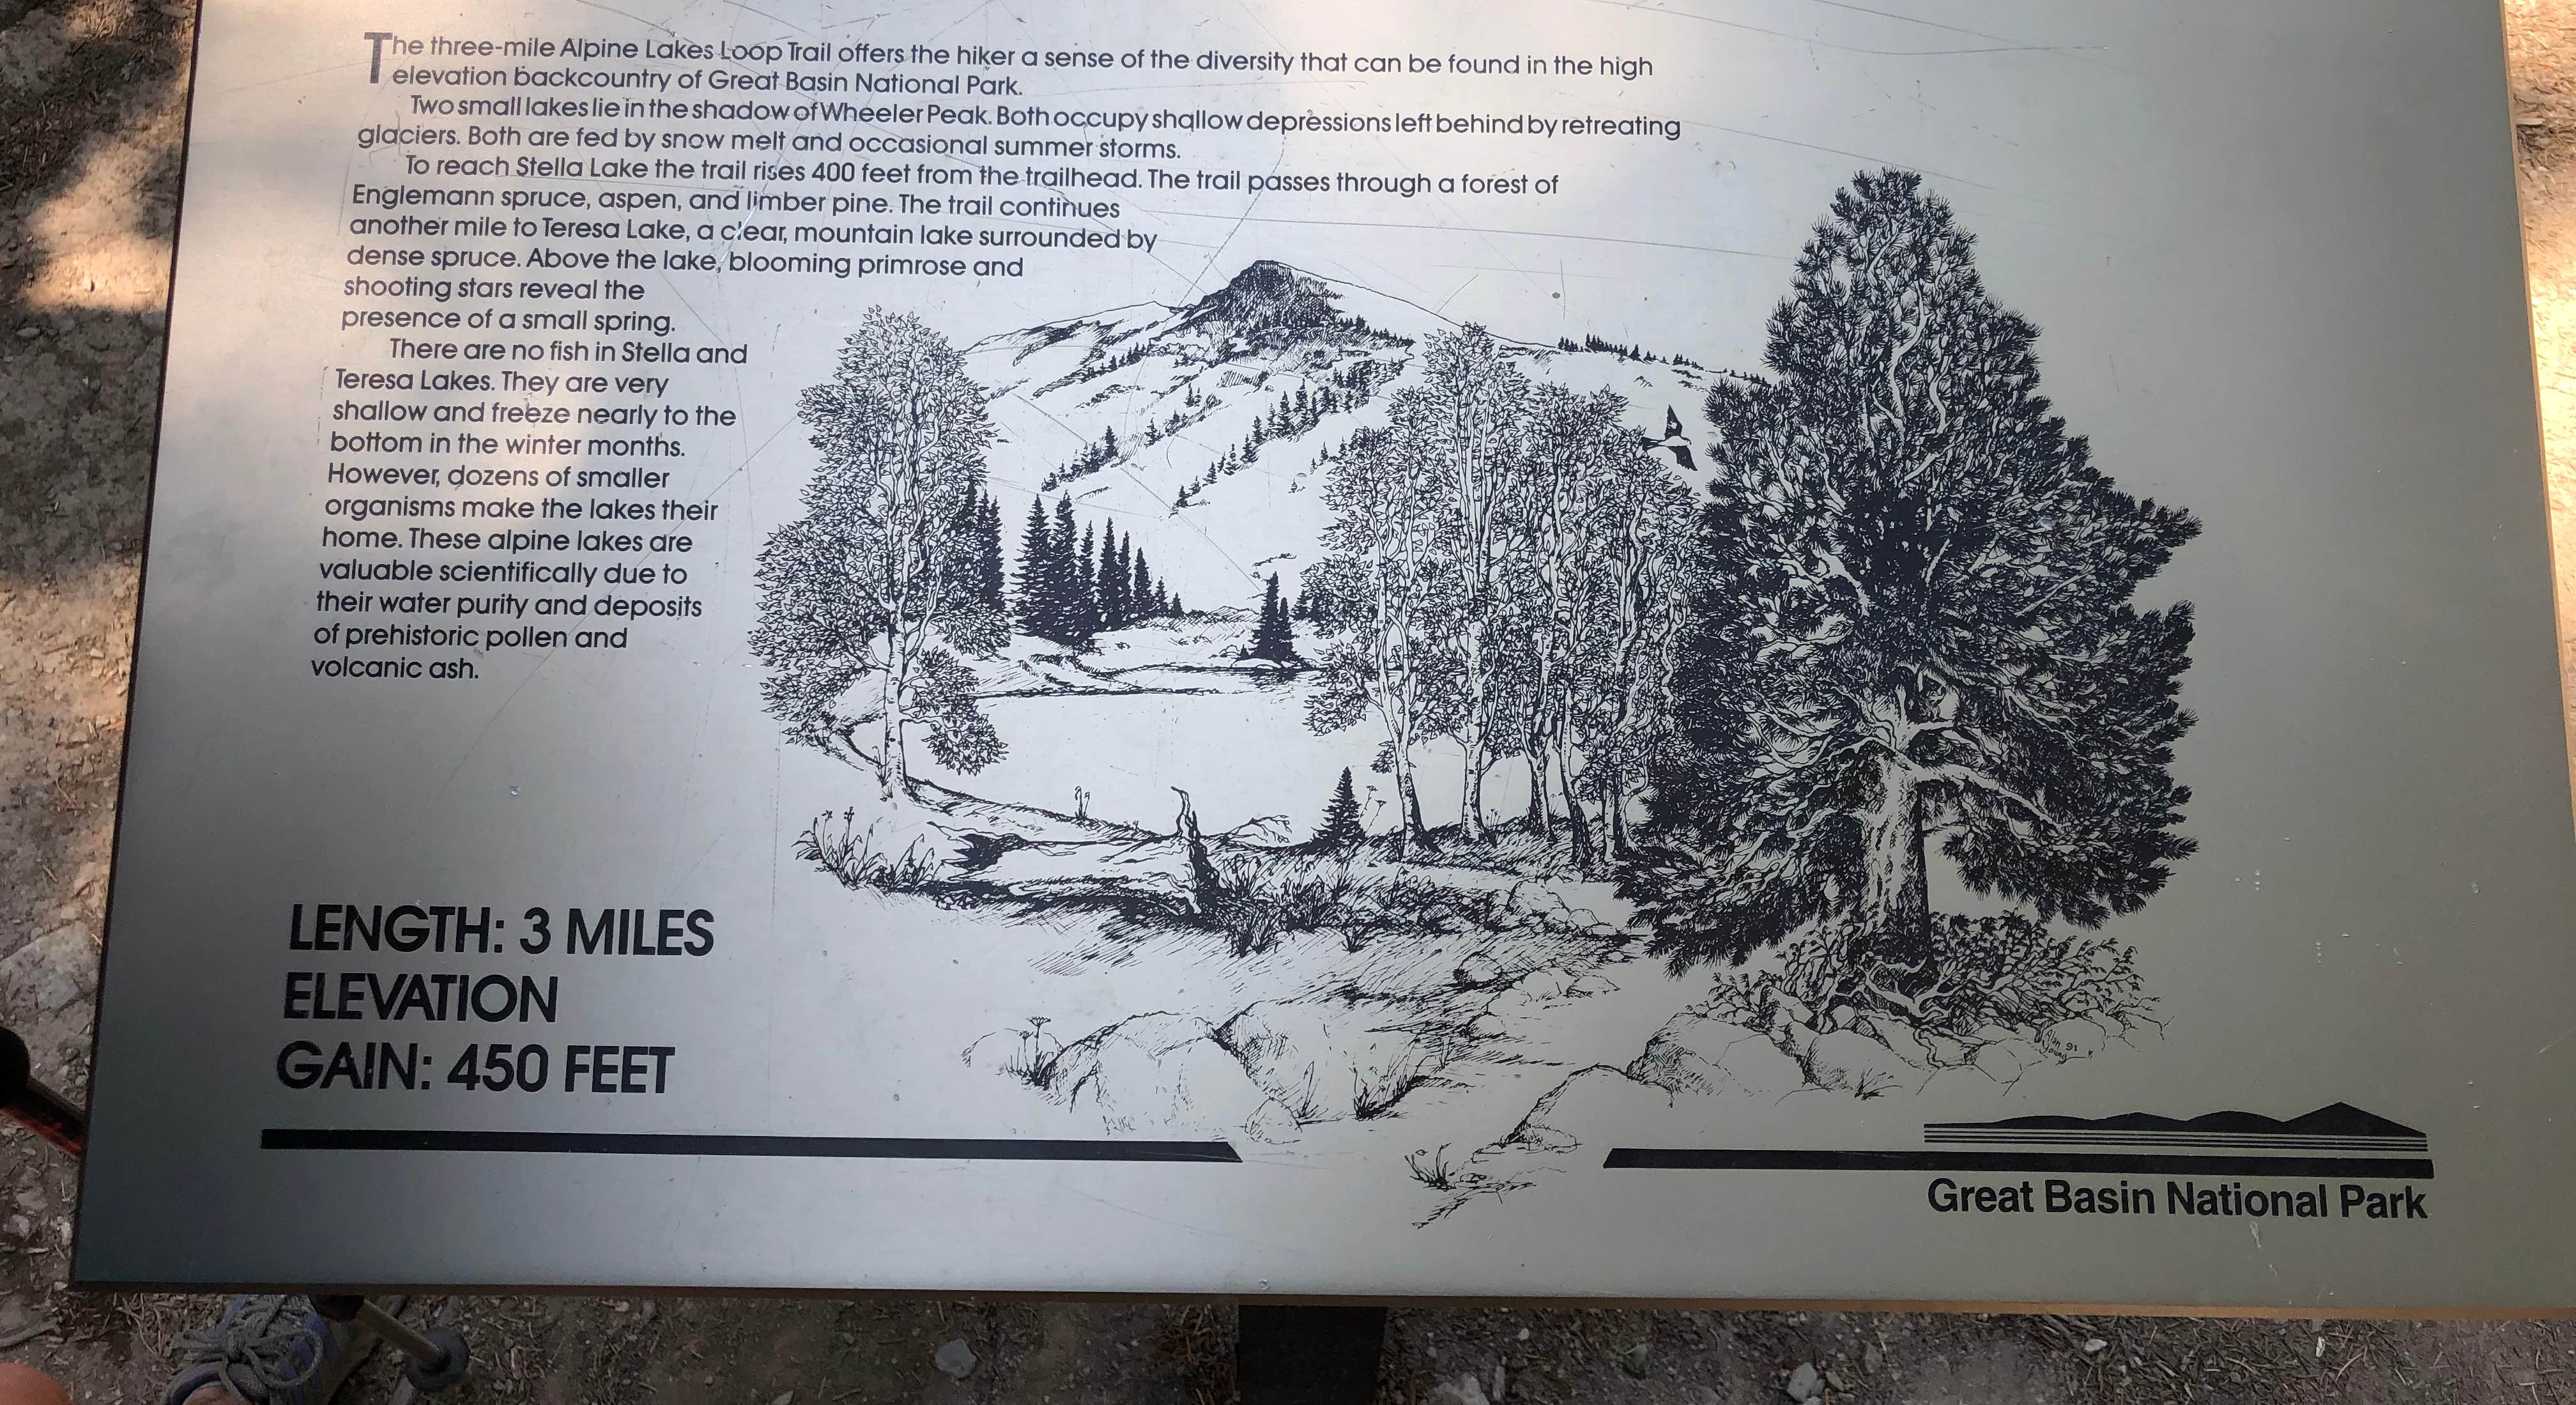 The three-mile Alpine Lakes Loop Trail offers the hiker a sense of the diversity that can be found in the high
elevation backcountry of Great Basin National Park.
Two small lakes lie in the shadow of Wheeler Peak. Both occupy shallow depressions left behind by retreating
glaciers. Both are fed by snow melt and occasional summer storms.
To reach Stella Lake the trail rises 400 feet from the trailhead. The trail passes through a forest of
Englemann spruce, aspen, and limber pine. The trail continues
another mile to Teresa Lake, a clear, mountain lake surrounded by
dense spruce. Above the lake, blooming primrose and
shooting stars reveal the
presence of a small spring.
There are no fish in Stella and
Teresa Lakes. They are very
shallow and freeze nearly to the
bottom in the winter months.
However, dozens of smaller
organisms make the lakes their
home. These alpine lakes are
valuable scientifically due to
their water purity and deposits
of prehistoric pollen and
volcanic ash.
LENGTH: 3 MILES
ELEVATION
GAIN: 450 FEET
Great Basin National Park